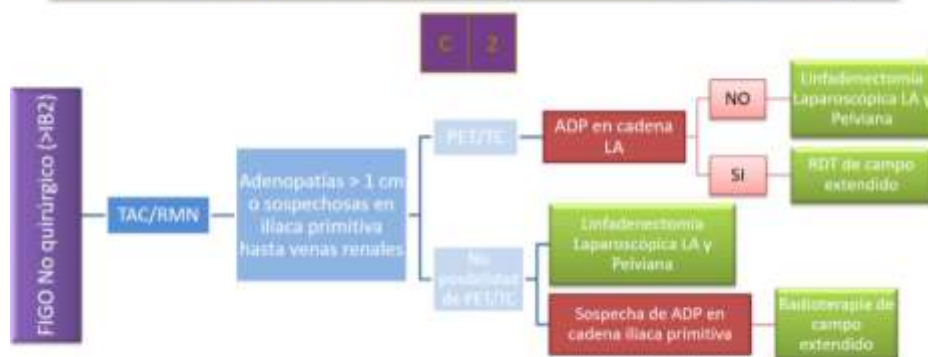 C 2
FIGO No quirúrgico (>IB2)
TAC/RMN
Adenopatías > 1 cm
o sospechosas en
iliaca primitiva
hasta venas renales
PET/TC
ADP en cadena
LA
NO
Linfadenectomía
Laparoscópica LA y
Pelviana
SI
RDT de campo
extendido
No
posibilidad
de PET/TC
Linfadenectomía
Laparoscópica LA y
Pelviana
Sospecha de ADP en
cadena iliaca primitiva
Radioterapia de
campo
extendido